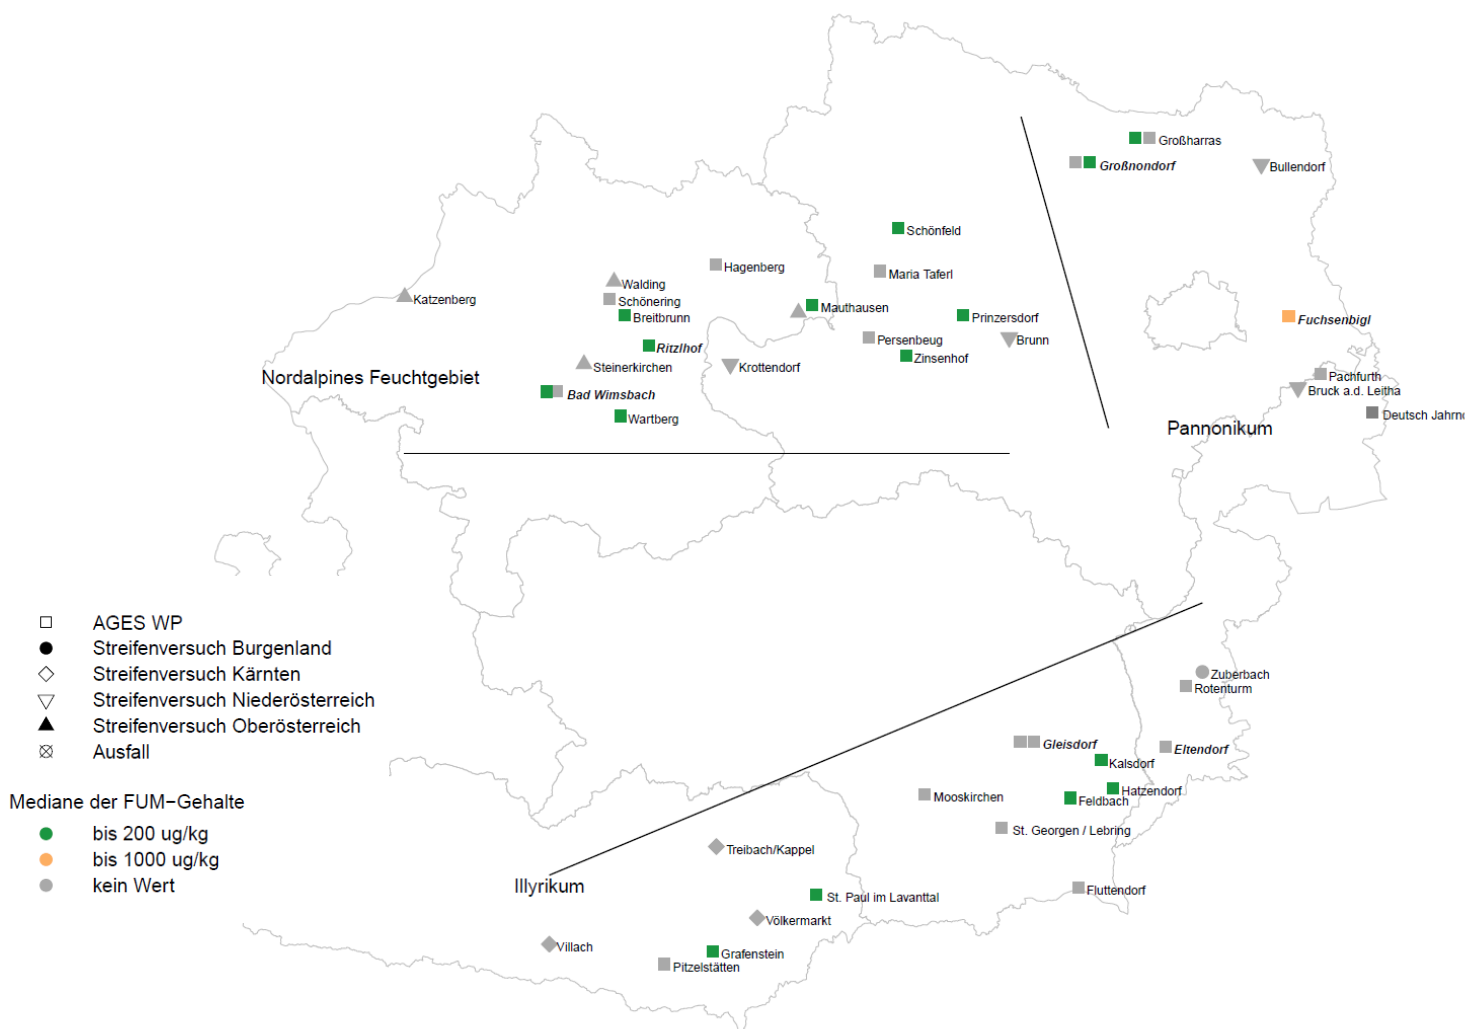 Großharras
Großnondorf
Bullendorf
Schönfeld
Hagenberg
Maria Taferl
Walding
Katzenberg
Schönering
Mauthausen
Breitbrunn
Prinzersdorf
Fuchsenbigl
Persenbeug
Brunn
Ritzlhof
Zinsenhof
Steinerkirchen
Krottendorf
Nordalpines Feuchtgebiet
Pachfurth
Bad Wimsbach
Bruck a.d. Leitha
Wartberg
Deutsch Jahrno
Pannonikum
AGES WP
Streifenversuch Burgenland
Streifenversuch Kärnten
Streifenversuch Niederösterreich
Streifenversuch Oberösterreich
Ausfall
Mediane der FUM−Gehalte
bis 200 ug/kg
bis 1000 ug/kg
kein Wert
Zuberbach
Rotenturm
Gleisdorf
Eltendorf
Kalsdorf
Hatzendorf
Mooskirchen
Feldbach
St. Georgen / Lebring
Treibach/Kappel
Illyrikum
Fluttendorf
St. Paul im Lavanttal
Völkermarkt
Villach
Grafenstein
Pitzelstätten